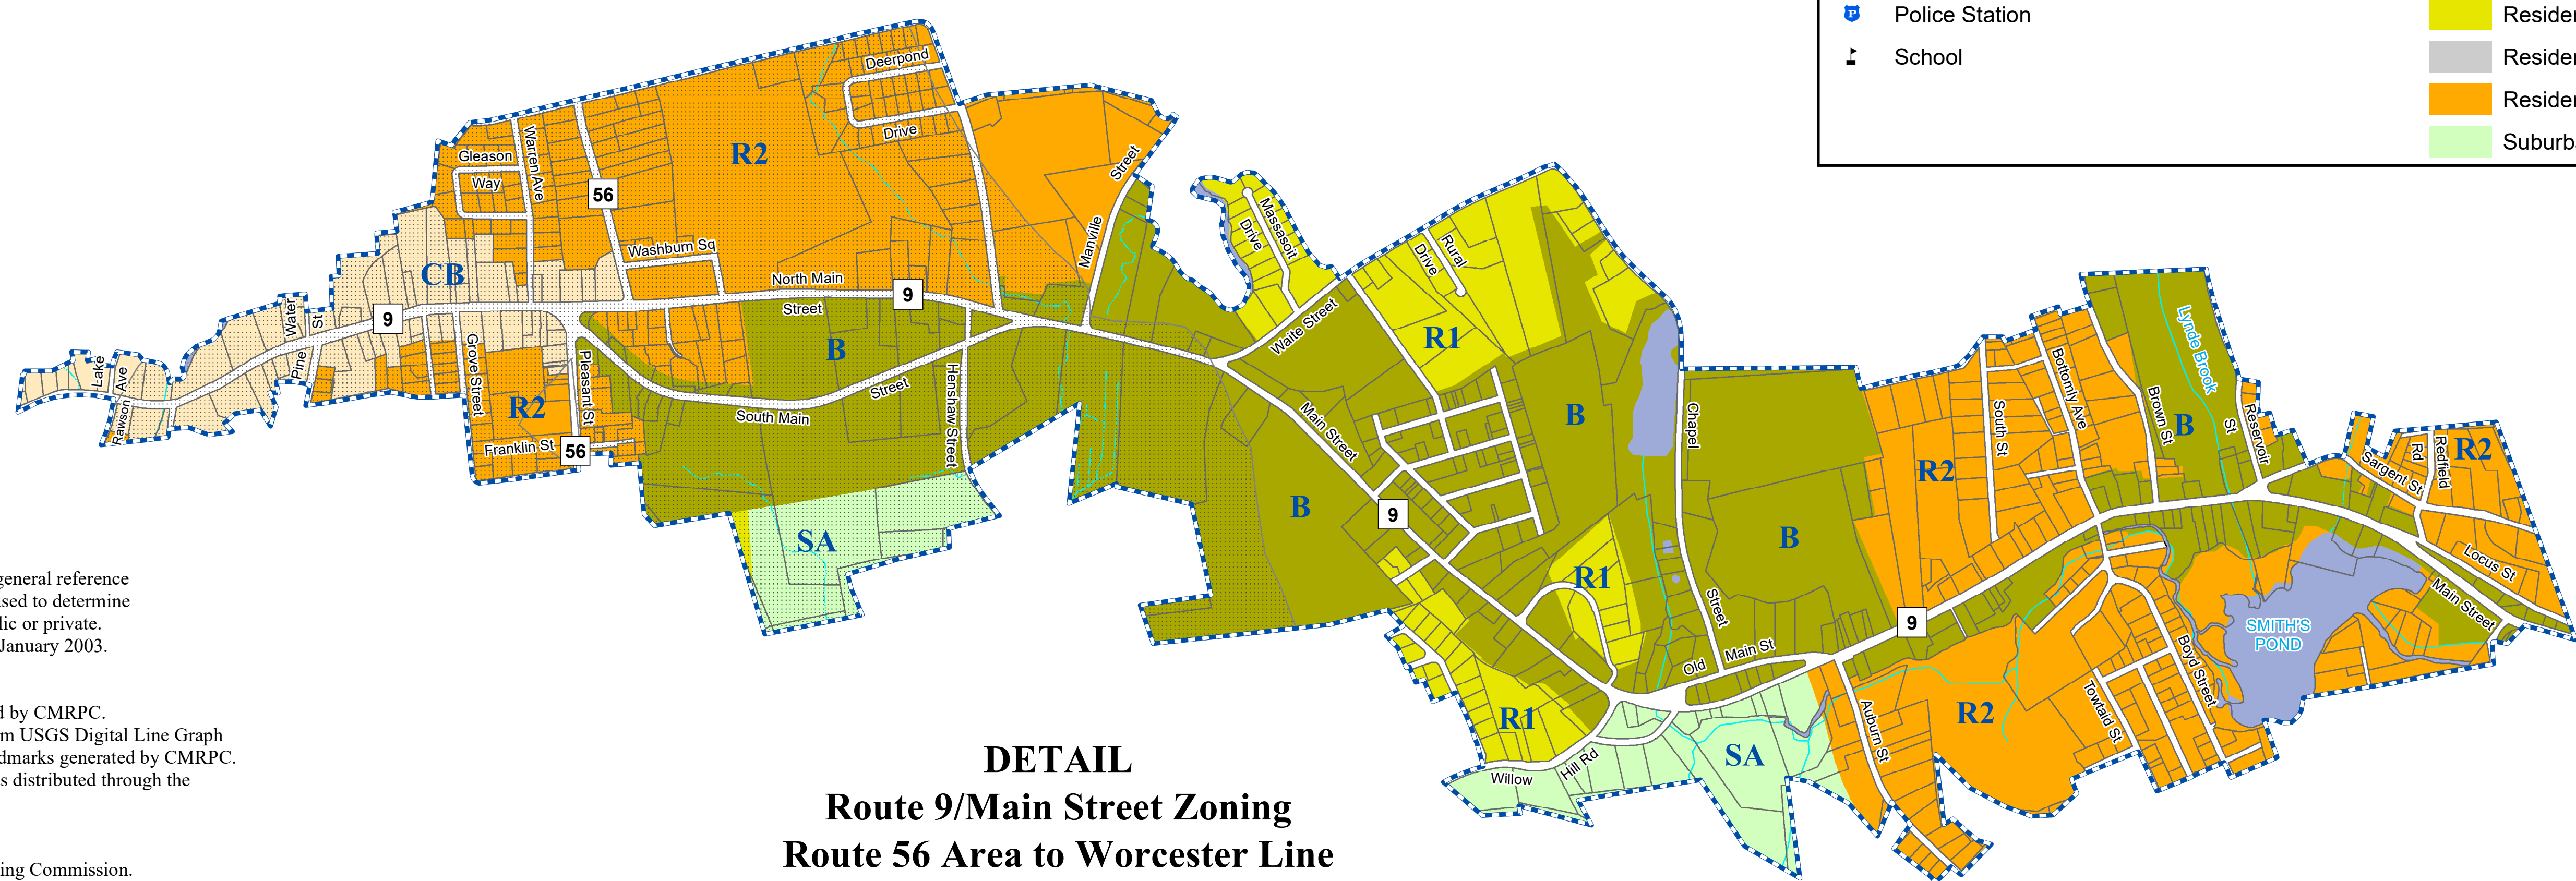 Police Station
School
Residen
Residen
Residen
Suburb
Deerpond
Drive
R2
Gleason
Way
Warren Ave
56
Washburn Sq
North Main
Street
9
Manville
Street
CB
9
Water
St
Pine
Lake
Rawson Ave
Grove Street
R2
Pleasant St
Franklin St
56
B
South Main
Street
Henshaw Street
SA
Massasoit
Drive
Waite Street
Rural
Drive
R1
B
Main Street
9
B
R1
Chapel
Street
B
Old
Main St
R1
Willow
Hill Rd
SA
9
R2
South St
Bottomly Ave
Brown St
Lynde Brook
B
Reservoir
St
Sargent St
Redfield
Rd
R2
Locus St
Main Street
SMITH'S
POND
Boyd Street
Towtaid St
R2
Auburn St
general reference
used to determine
lic or private.
January 2003.
d by CMRPC.
m USGS Digital Line Graph
dmarks generated by CMRPC.
s distributed through the
ing Commission.
DETAIL
Route 9/Main Street Zoning
Route 56 Area to Worcester Line